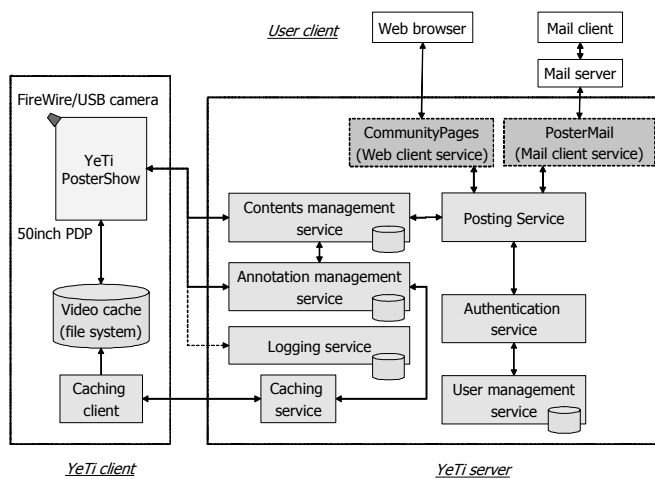 User client
Web browser
Mail client
Mail server
FireWire/USB camera
YeTi
PosterShow
50inch PDP
Video cache
(file system)
Caching
client
YeTi client
CommunityPages
(Web client service)
PosterMail
(Mail client service)
Contents management
service
Posting Service
Annotation management
service
Authentication
service
Logging service
Caching
service
User management
service
YeTi server